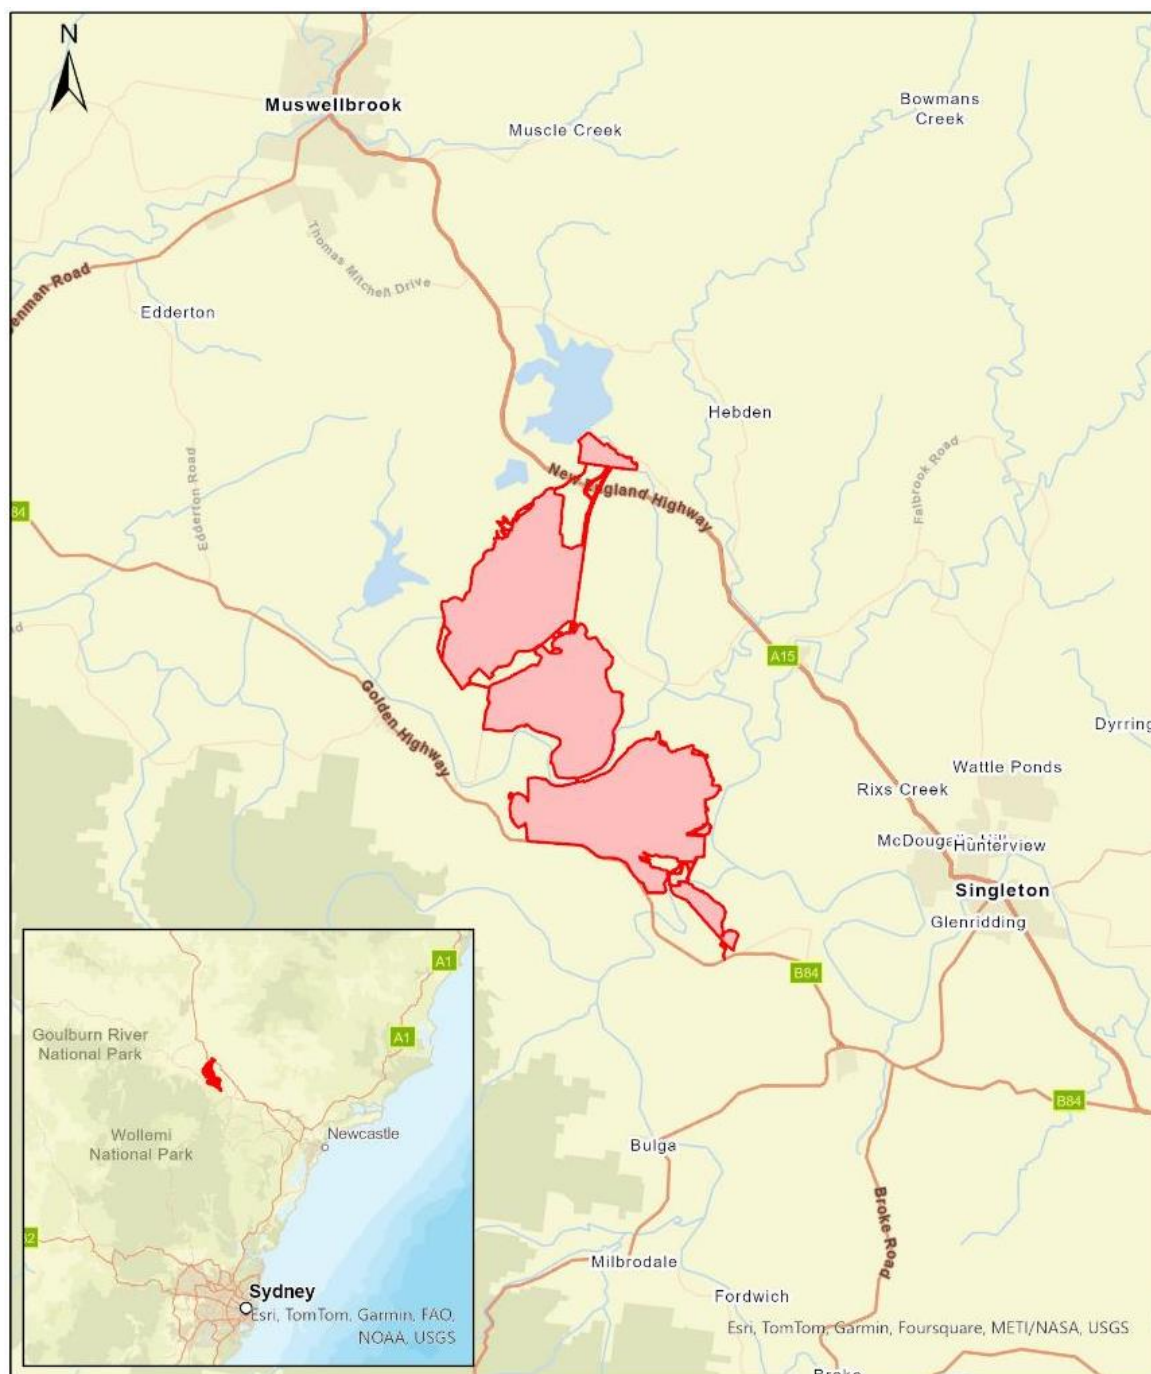 N
Muswellbrook
Bowmans
Creek
Muscle Creek
Thomas Mitchell Drive
Denman Road
Edderton
Hebden
Falbrook Road
Edderton Road
New England Highway
84
A15
Golden Highway
Dyrring
Wattle Ponds
Rixs Creek
Hunterview
Singleton
Glenridding
B84
B84
Bulga
Broke Road
Milbrodale
Fordwich
Esri, TomTom, Garmin, Foursquare, METI/NASA, USGS
A1
A1
Goulburn River
National Park
Wollemi
National Park
Newcastle
Sydney
Esri, TomTom, Garmin, FAO,
NOAA, USGS